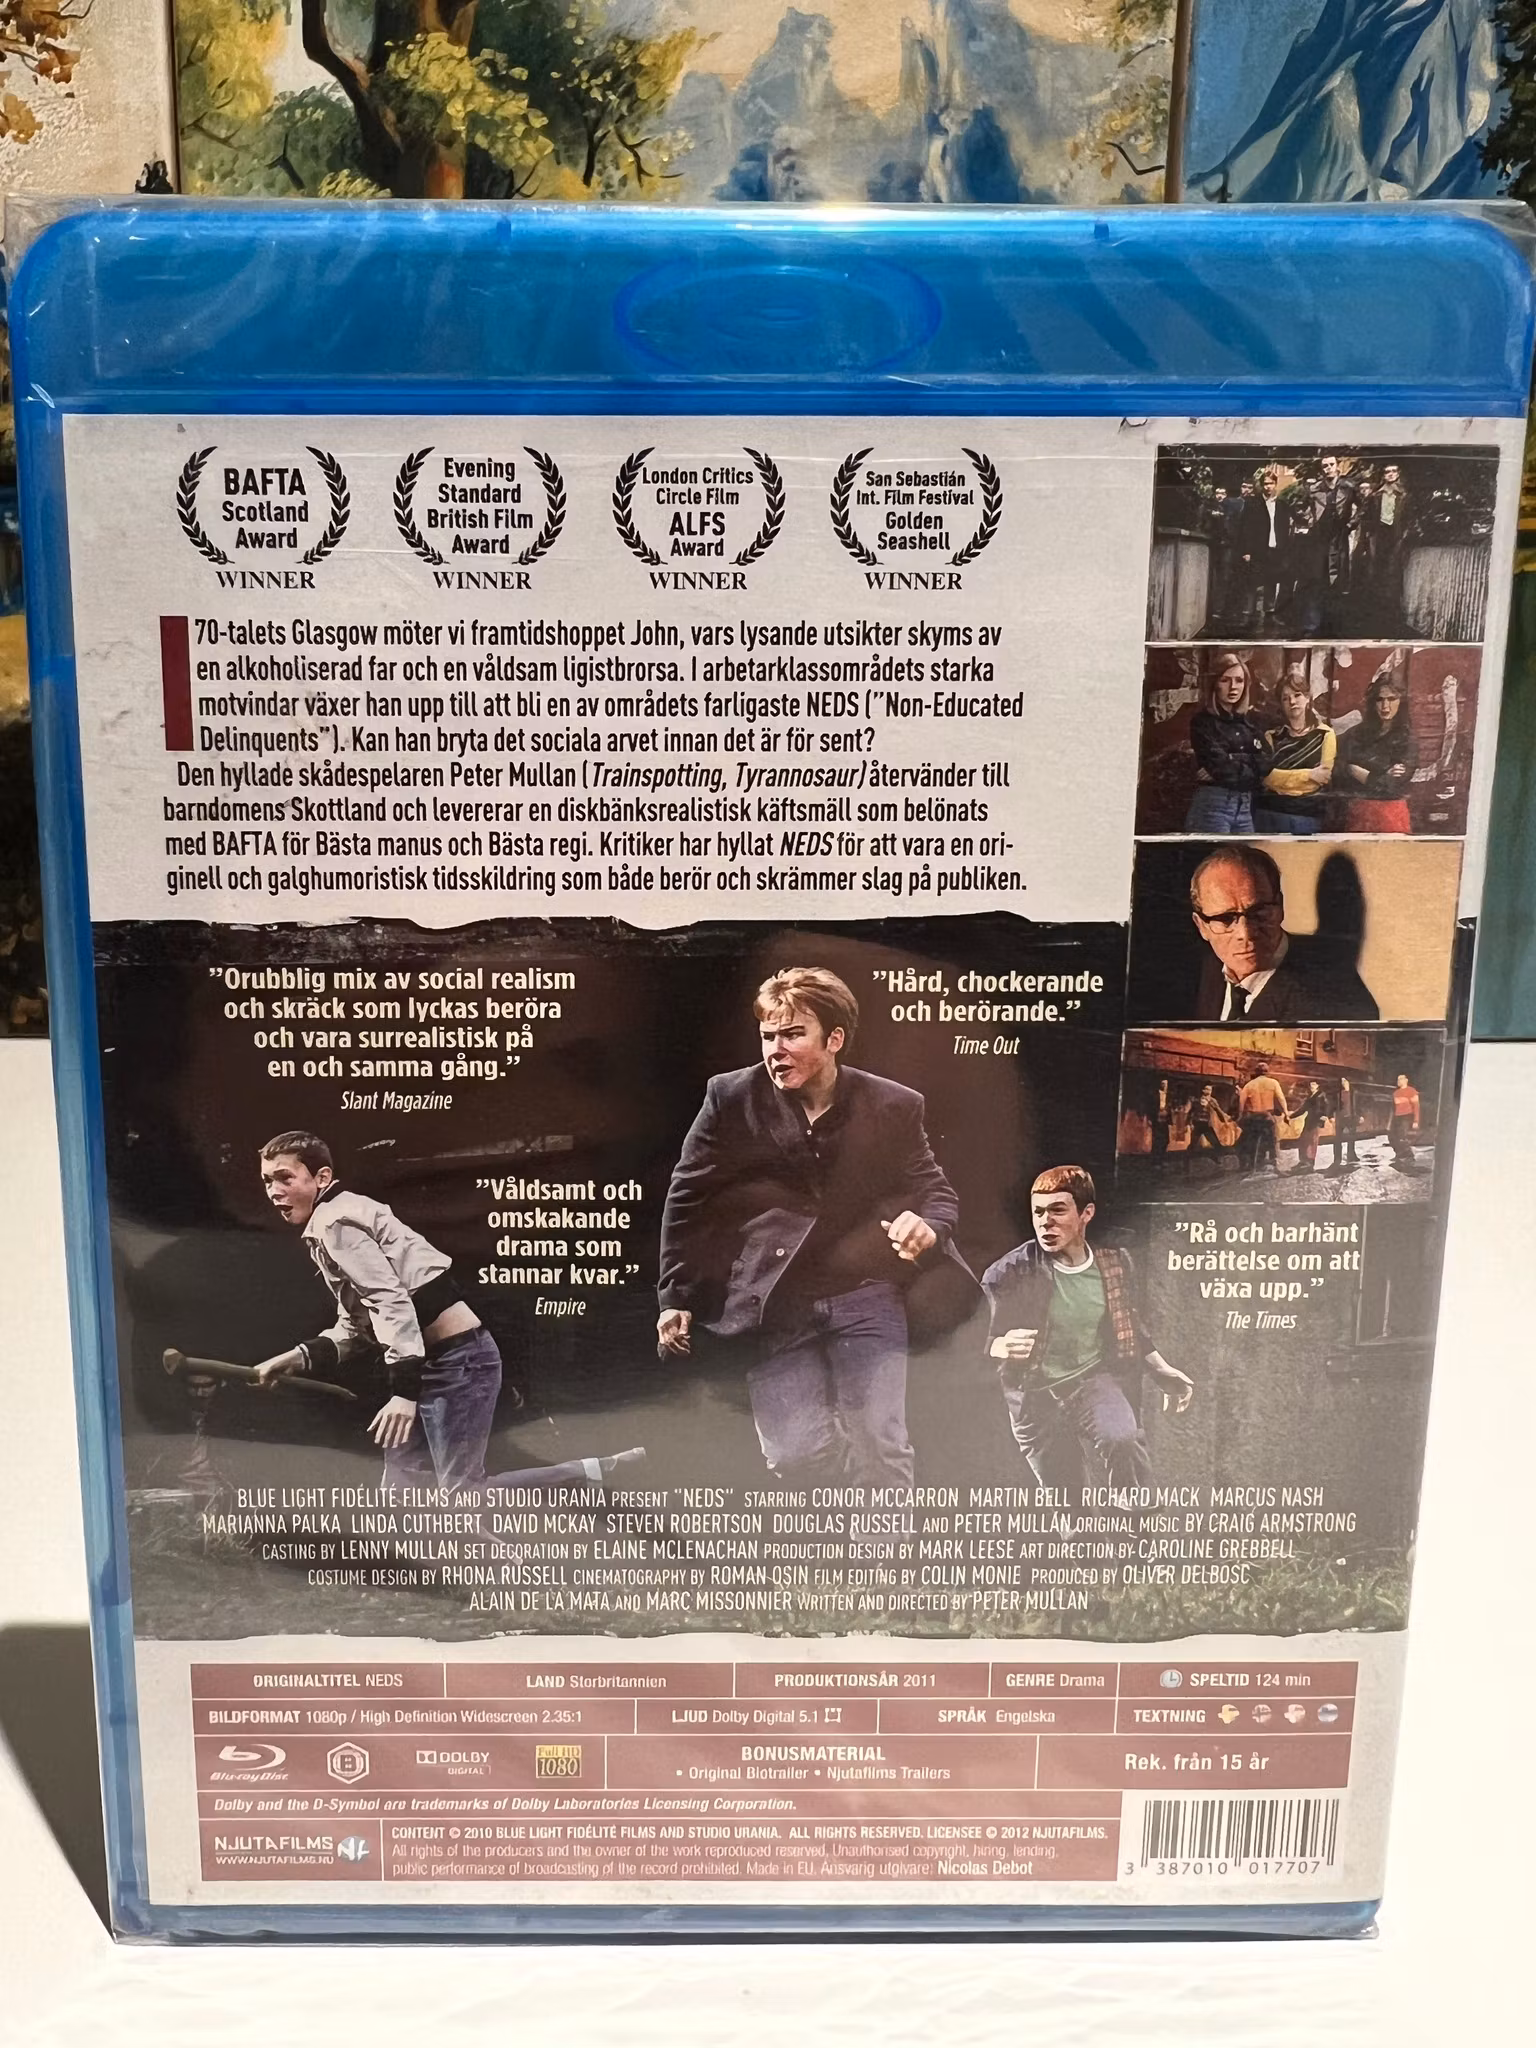 BAFTA
Scotland
Award
WINNER
Evening
Standard
British Film
Award
WINNER
London Critics
Circle Film
ALFS
Award
WINNER
San Sebastián
Int. Film Festival
Golden
Seashell
WINNER
I 70-talets Glasgow möter vi framtidshoppet John, vars lysande utsikter skyms av
en alkoholiserad far och en våldsam ligistbrorsa. I arbetarklassområdets starka
motvindar växer han upp till att bli en av områdets farligaste NEDS (”Non-Educated
Delinquents”). Kan han bryta det sociala arvet innan det är för sent?
Den hyllade skådespelaren Peter Mullan (Trainspotting, Tyrannosaur) återvänder till
barndomens Skottland och levererar en diskbänksrealistisk käftsmäll som belönats
med BAFTA för Bästa manus och Bästa regi. Kritiker har hyllat NEDS för att vara en ori-
ginell och galghumoristisk tidsskildring som både berör och skrämmer slag på publiken.
”Orubblig mix av social realism
och skräck som lyckas beröra
och vara surrealistisk på
en och samma gång.”
Slant Magazine
”Hård, chockerande
och berörande.”
Time Out
”Våldsamt och
omskakande
drama som
stannar kvar.”
Empire
”Rå och barhänt
berättelse om att
växa upp.”
The Times
BLUE LIGHT FIDÉLITÉ FILMS AND STUDIO URANIA PRESENT "NEDS" STARRING CONOR MCCARRON MARTIN BELL RICHARD MACK MARCUS NASH
MARIANNA PALKA LINDA CUTHBERT DAVID MCKAY STEVEN ROBERTSON DOUGLAS RUSSELL AND PETER MULLAN ORIGINAL MUSIC BY CRAIG ARMSTRONG
CASTING BY LENNY MULLAN SET DECORATION BY ELAINE MCLENACHAN PRODUCTION DESIGN BY MARK LEESE ART DIRECTION BY CAROLINE GREBBELL
COSTUME DESIGN BY RHONA RUSSELL CINEMATOGRAPHY BY ROMAN OSIN FILM EDITING BY COLIN MONIE PRODUCED BY OLIVER DELBOSC
ALAIN DE LA MATA AND MARC MISSONNIER WRITTEN AND DIRECTED BY PETER MULLAN
ORIGINALTITEL NEDS LAND Storbritannien PRODUKTIONSÅR 2011 GENRE Drama SPELTID 124 min
BILDFORMAT 1080p / High Definition Widescreen 2.35:1 LJUD Dolby Digital 5.1 SPRÅK Engelska TEXTNING
Blu-ray Disc B DOLBY DIGITAL Full HD 1080
BONUSMATERIAL
• Original Biotrailer • Njutafilms Trailers
Rek. från 15 år
Dolby and the D-Symbol are trademarks of Dolby Laboratories Licensing Corporation.
NJUTAFILMS
WWW.NJUTAFILMS.NU
CONTENT © 2010 BLUE LIGHT FIDÉLITÉ FILMS AND STUDIO URANIA. ALL RIGHTS RESERVED. LICENSEE © 2012 NJUTAFILMS.
All rights of the producers and the owner of the work reproduced reserved. Unauthorised copyright, hiring, lending,
public performance of broadcasting of the record prohibited. Made in EU. Ansvarig utgivare: Nicolas Debot
3 387010 017707